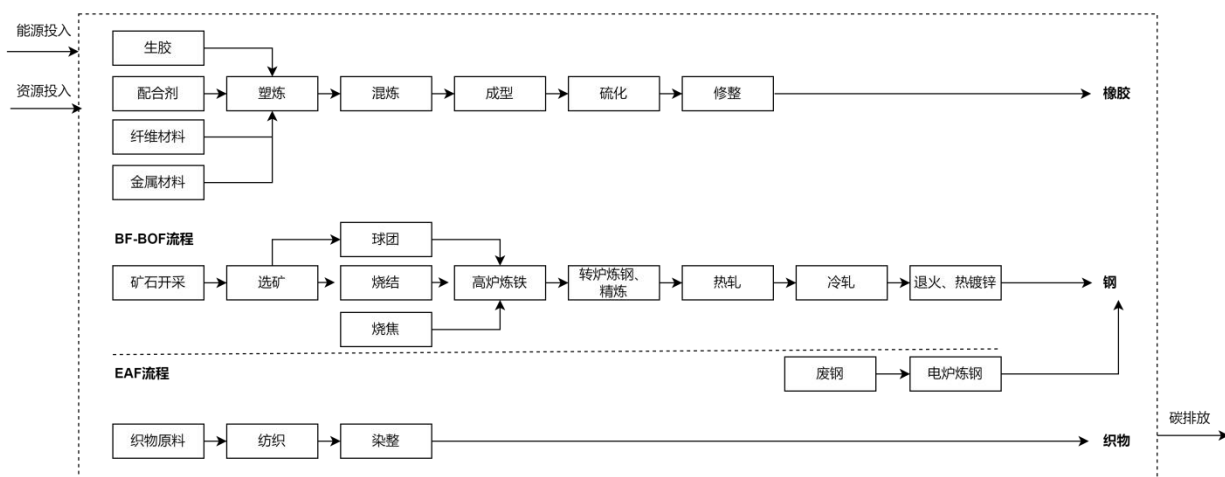 能源投入
资源投入
生胶
配合剂
塑炼
混炼
成型
硫化
修整
橡胶
纤维材料
金属材料
BF-BOF流程
球团
矿石开采
选矿
烧结
高炉炼铁
转炉炼钢、
精炼
热轧
冷轧
退火、热镀锌
钢
烧焦
EAF流程
废钢
电炉炼钢
织物原料
纺织
染整
织物
碳排放